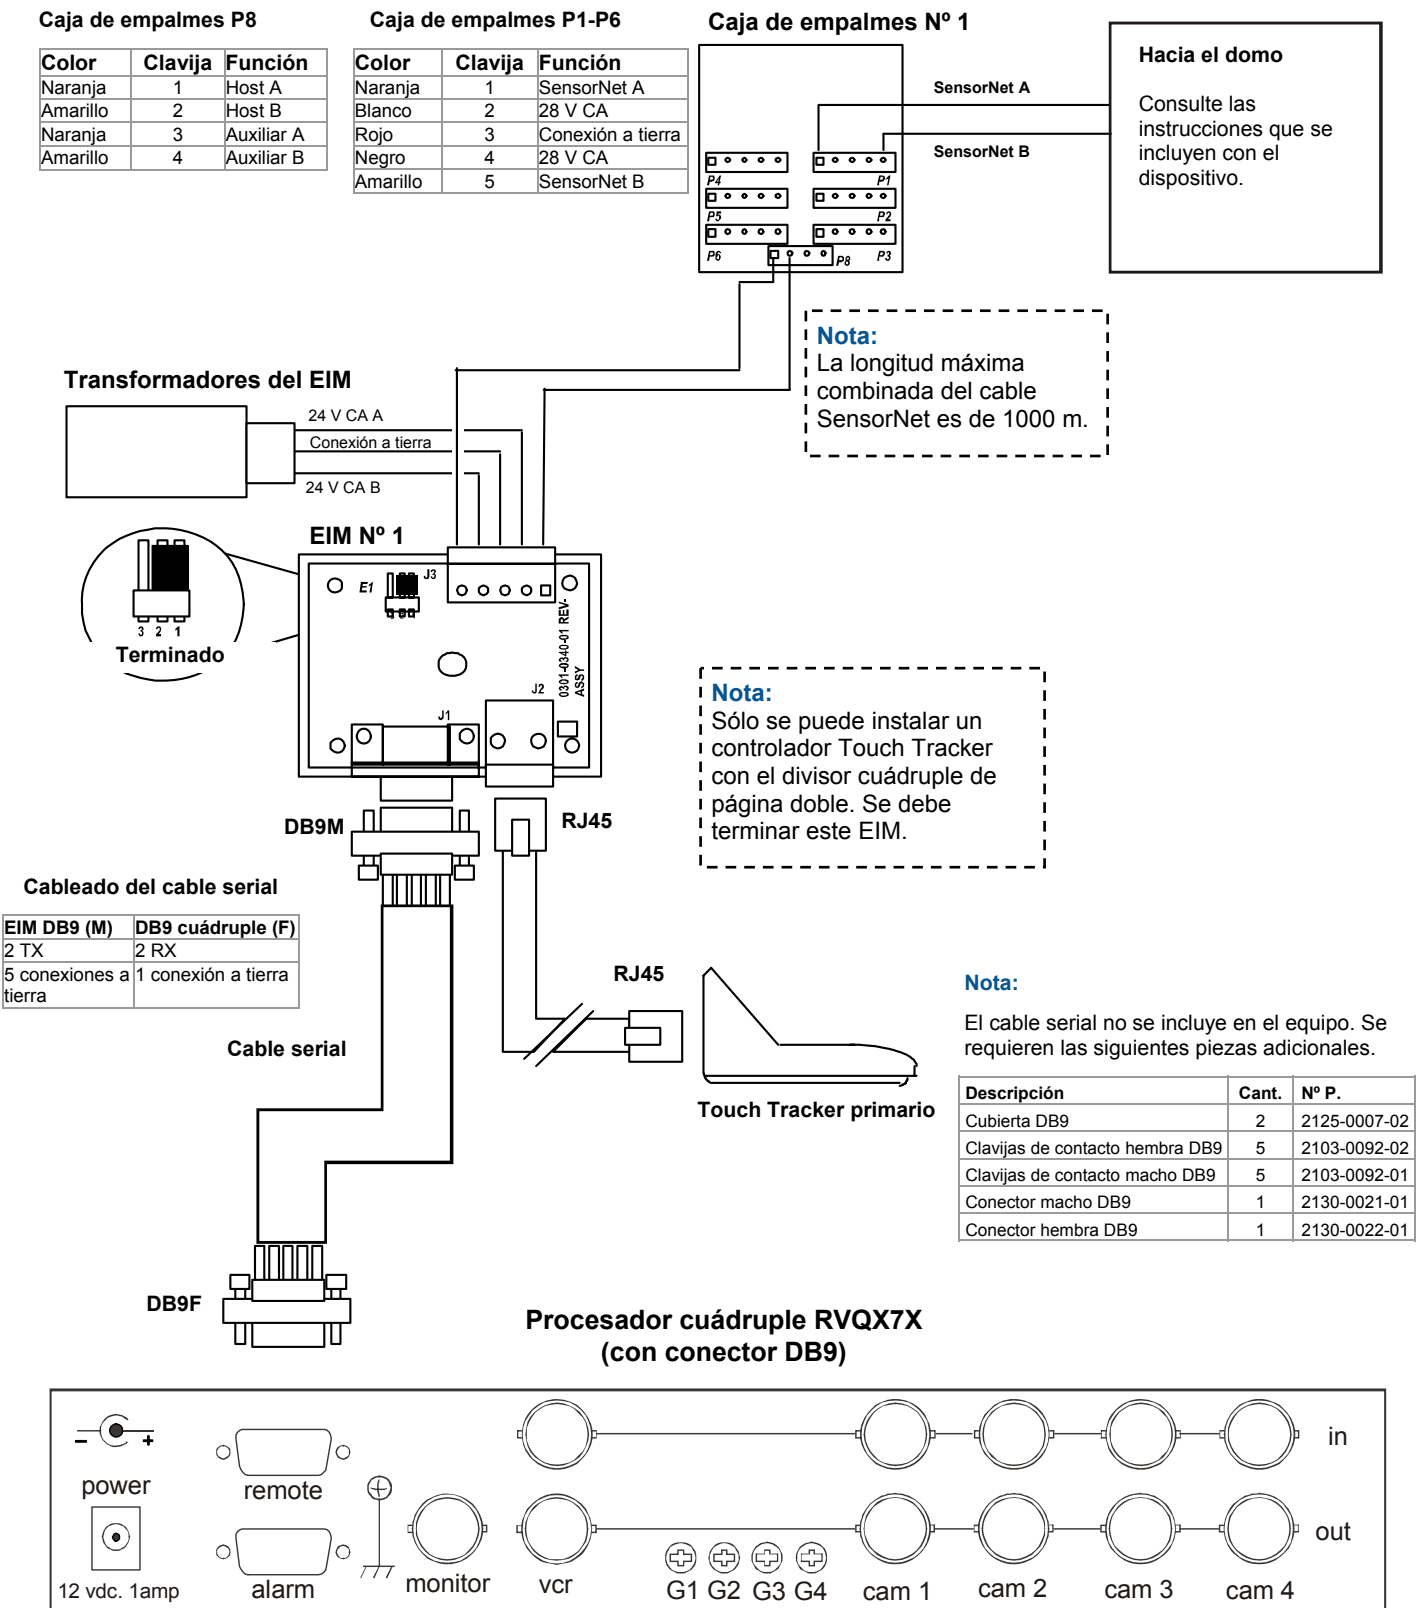 Caja de empalmes P8
Color Clavija Función
Naranja 1 Host A
Amarillo 2 Host B
Naranja 3 Auxiliar A
Amarillo 4 Auxiliar B
Caja de empalmes P1-P6
Color Clavija Función
Naranja 1 SensorNet A
Blanco 2 28 V CA
Rojo 3 Conexión a tierra
Negro 4 28 V CA
Amarillo 5 SensorNet B
Caja de empalmes Nº 1
P4 P1
P5 P2
P6 P8 P3
SensorNet A
SensorNet B
Hacia el domo
Consulte las
instrucciones que se
incluyen con el
dispositivo.
Nota:
La longitud máxima
combinada del cable
SensorNet es de 1000 m.
Transformadores del EIM
24 V CA A
Conexión a tierra
24 V CA B
EIM Nº 1
3 2 1
Terminado
E1
J3
0301-0340-01 REV-
ASSY
J2
J1
Nota:
Sólo se puede instalar un
controlador Touch Tracker
con el divisor cuádruple de
página doble. Se debe
terminar este EIM.
DB9M
RJ45
Cableado del cable serial
EIM DB9 (M) DB9 cuádruple (F)
2 TX 2 RX
5 conexiones a 1 conexión a tierra
tierra
Cable serial
RJ45
Touch Tracker primario
Nota:
El cable serial no se incluye en el equipo. Se
requieren las siguientes piezas adicionales.
Descripción Cant. Nº P.
Cubierta DB9 2 2125-0007-02
Clavijas de contacto hembra DB9 5 2103-0092-02
Clavijas de contacto macho DB9 5 2103-0092-01
Conector macho DB9 1 2130-0021-01
Conector hembra DB9 1 2130-0022-01
DB9F
Procesador cuádruple RVQX7X
(con conector DB9)
- +
in
power
remote
out
12 vdc. 1amp
alarm
monitor
vcr
G1 G2 G3 G4
cam 1
cam 2
cam 3
cam 4